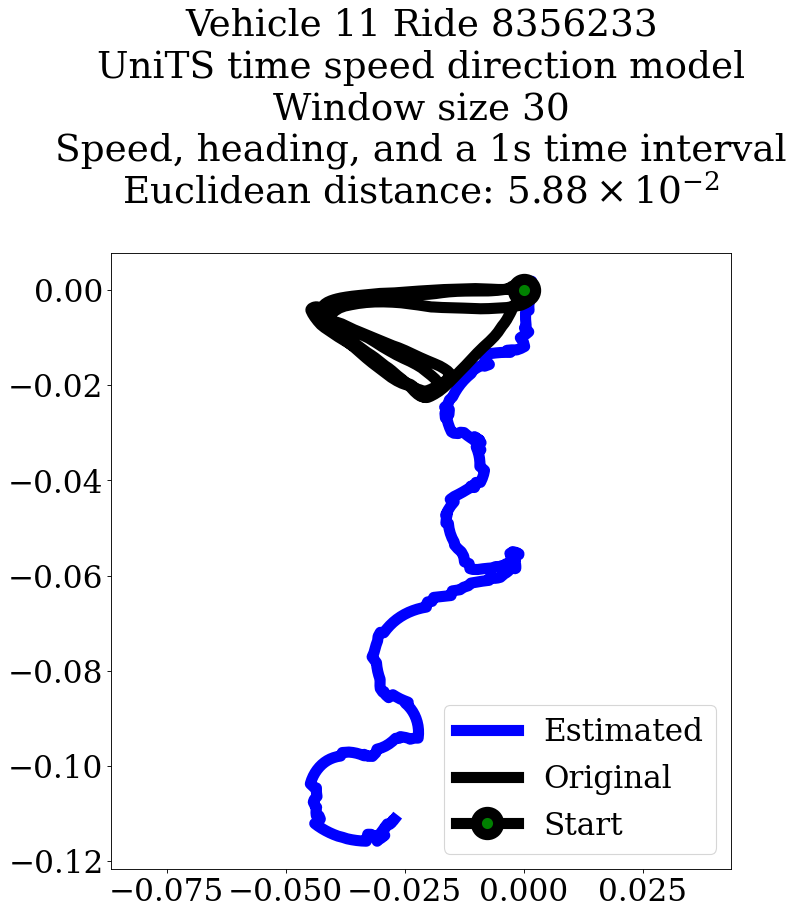 Vehicle 11 Ride 8356233
UniTS time speed direction model
Window size 30
Speed, heading, and a 1s time interval
Euclidean distance: 5.88 × 10⁻²
0.00
−0.02
−0.04
−0.06
−0.08
−0.10
−0.12
Estimated
Original
Start
−0.075 −0.050 −0.025 0.000 0.025